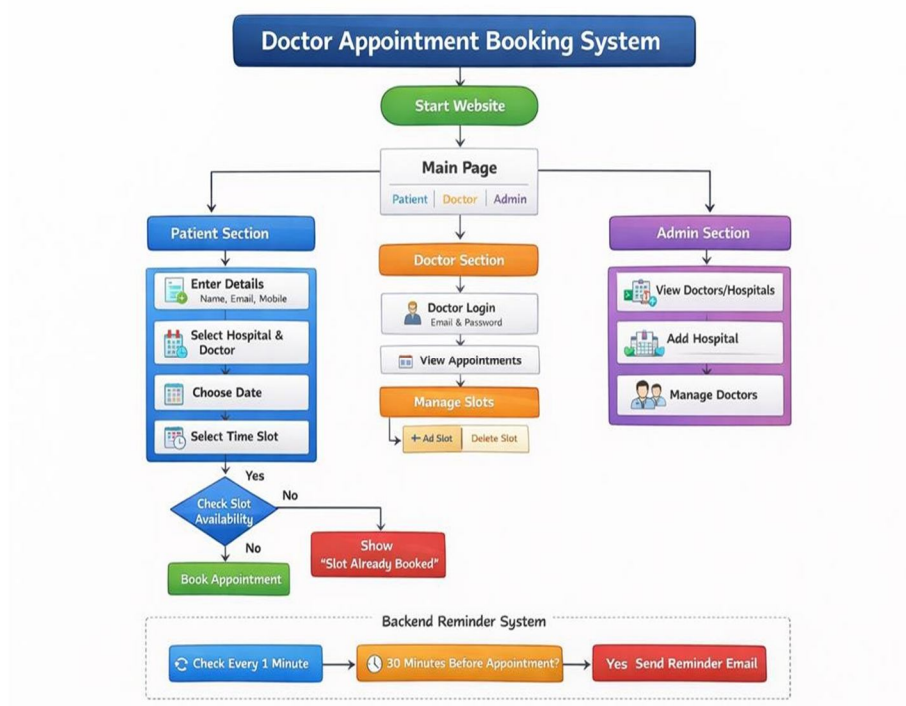 Doctor Appointment Booking System
Start Website
Main Page
Patient | Doctor | Admin
Patient Section
Enter Details
Name, Email, Mobile
Select Hospital &
Doctor
Choose Date
Select Time Slot
Yes
Check Slot
Availability
No
No
Book Appointment
Show
"Slot Already Booked"
Doctor Section
Doctor Login
Email & Password
View Appointments
Manage Slots
+ Ad Slot
Delete Slot
Admin Section
View Doctors/Hospitals
Add Hospital
Manage Doctors
Backend Reminder System
Check Every 1 Minute
30 Minutes Before Appointment?
Yes Send Reminder Email